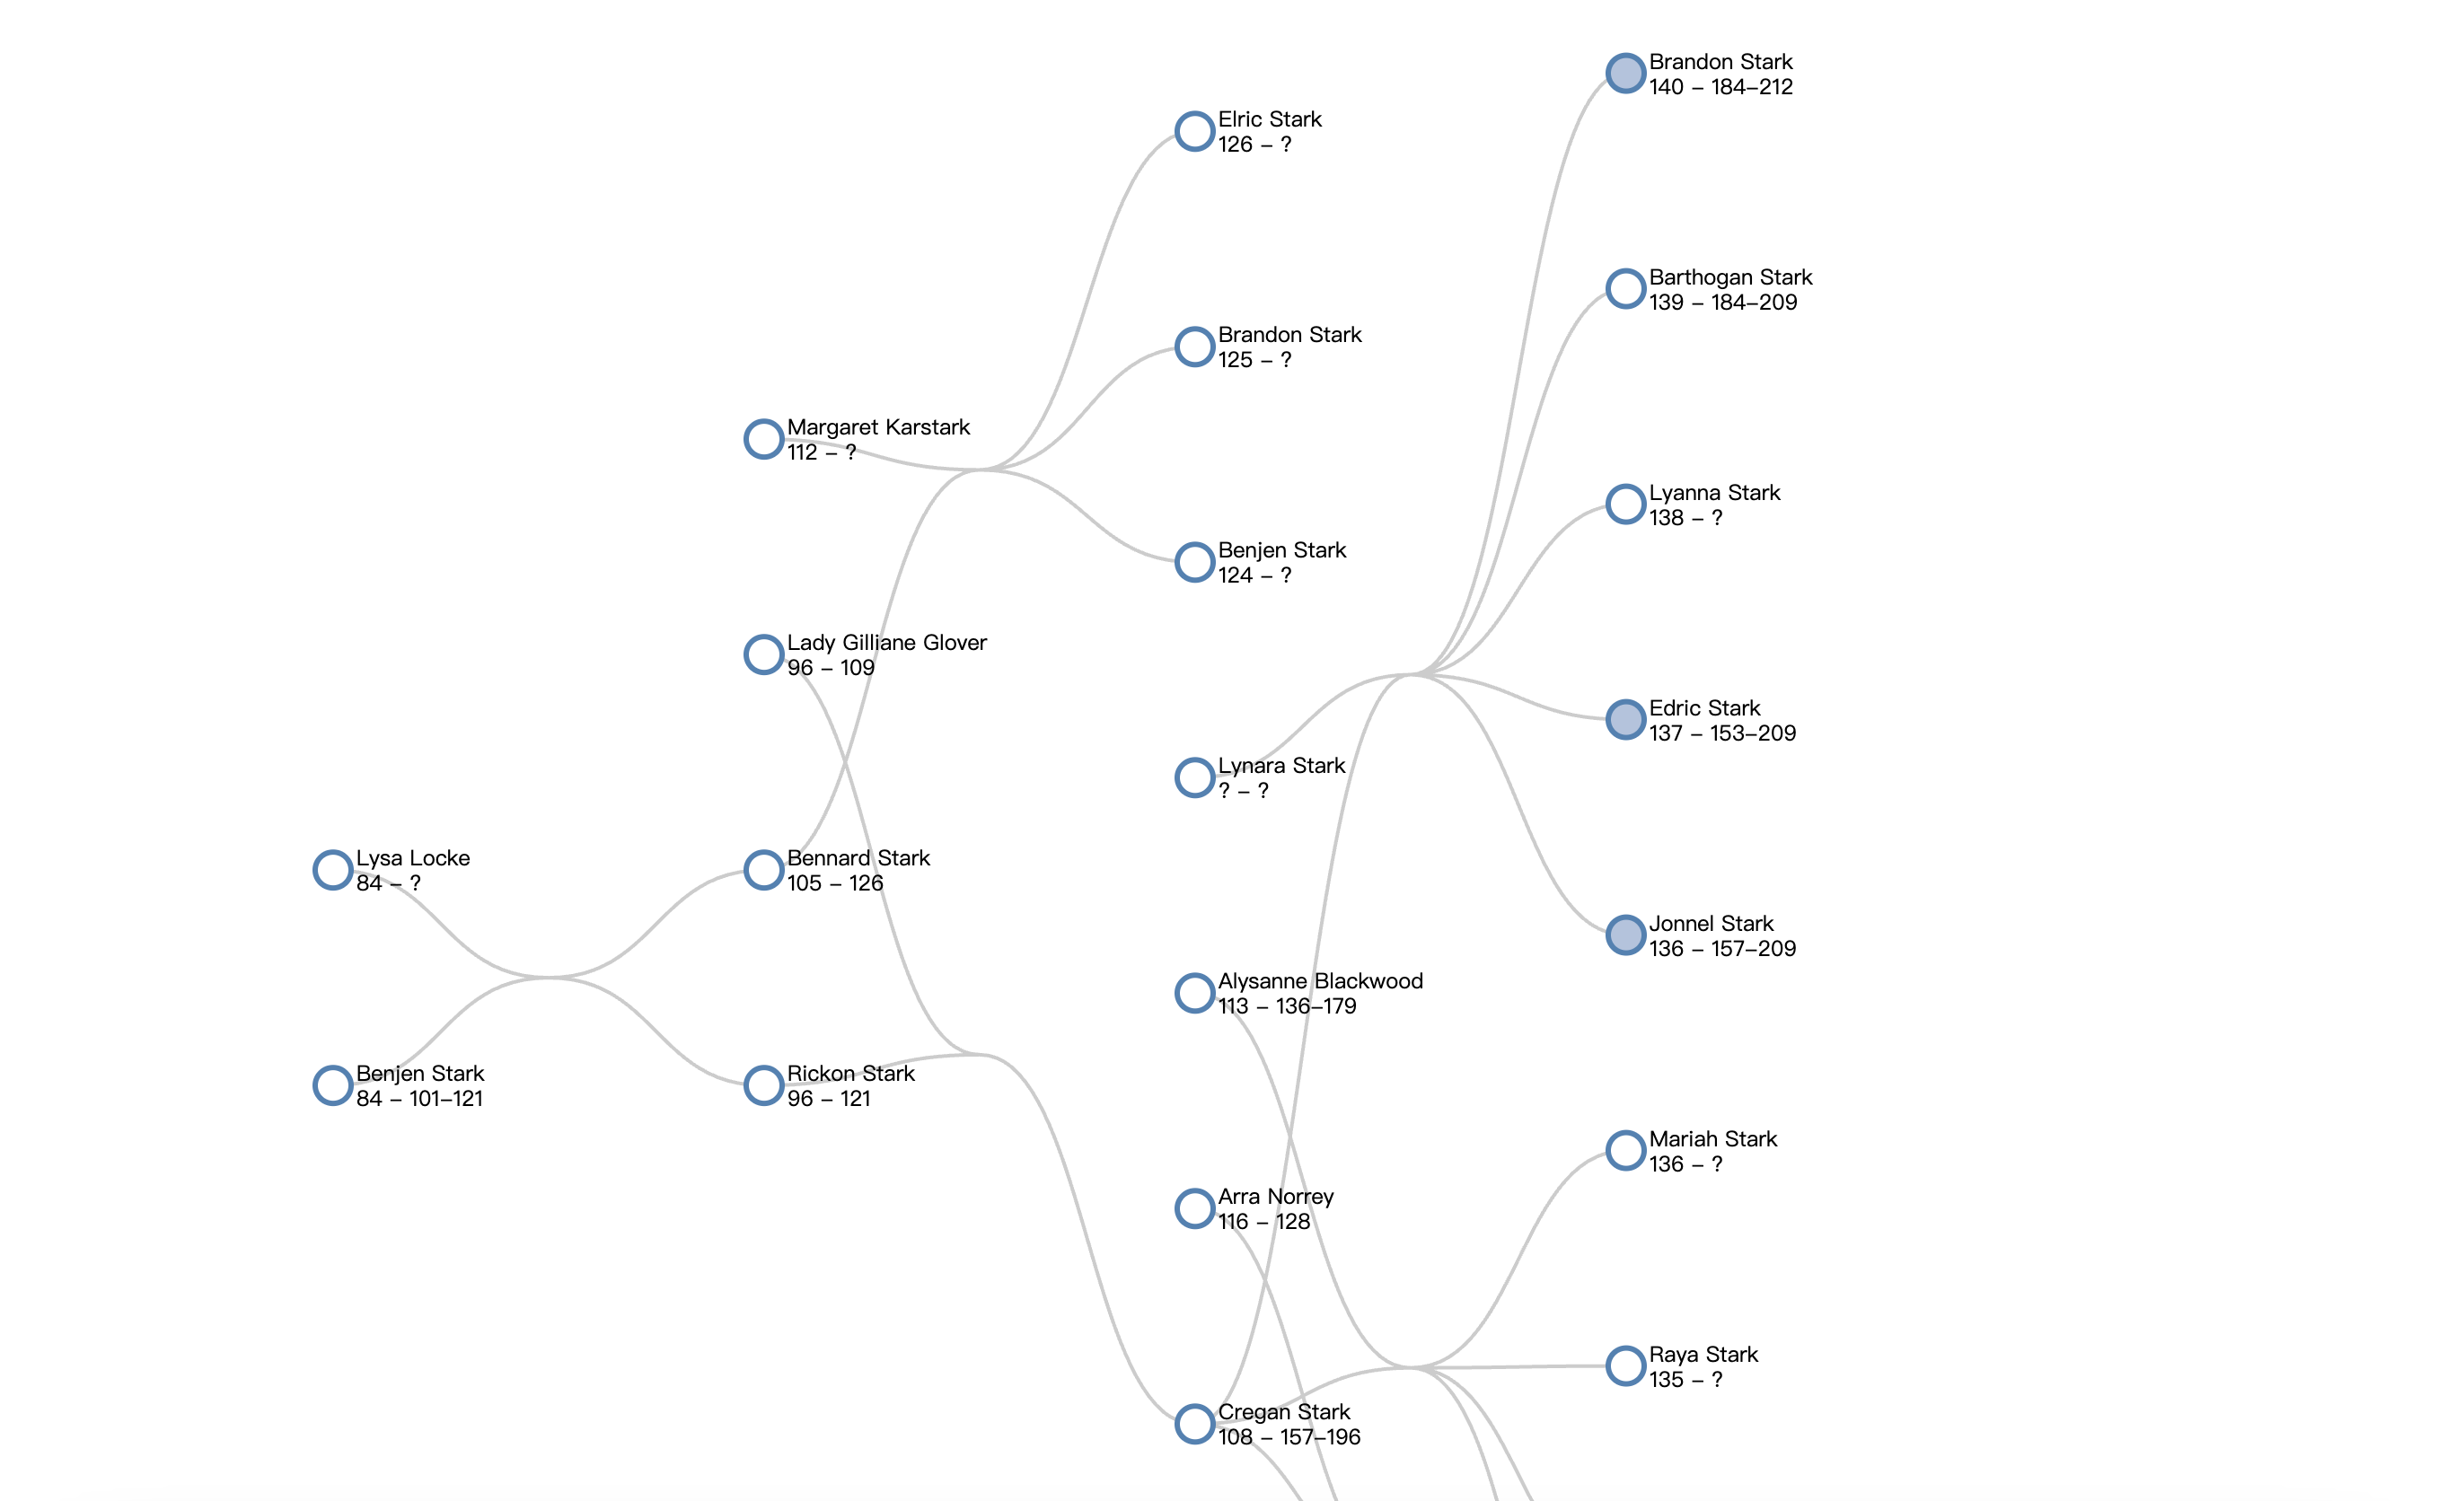 Brandon Stark
140 – 184–212
Elric Stark
126 – ?
Barthogan Stark
139 – 184–209
Brandon Stark
125 – ?
Margaret Karstark
112 – ?
Lyanna Stark
138 – ?
Benjen Stark
124 – ?
Lady Gilliane Glover
96 – 109
Edric Stark
137 – 153–209
Lynara Stark
? – ?
Lysa Locke
84 – ?
Bennard Stark
105 – 126
Jonnel Stark
136 – 157–209
Alysanne Blackwood
113 – 136–179
Benjen Stark
84 – 101–121
Rickon Stark
96 – 121
Mariah Stark
136 – ?
Arra Norrey
116 – 128
Raya Stark
135 – ?
Cregan Stark
108 – 157–196